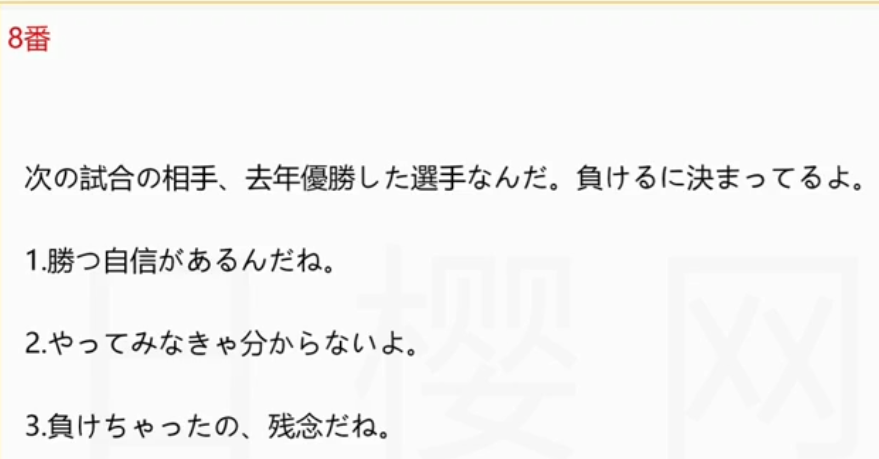 8番
次の試合の相手、去年優勝した選手なんだ。負けるに決まってるよ。
1.勝つ自信があるんだね。
2.やってみなきゃ分からないよ。
3.負けちゃったの、残念だね。
日樱网